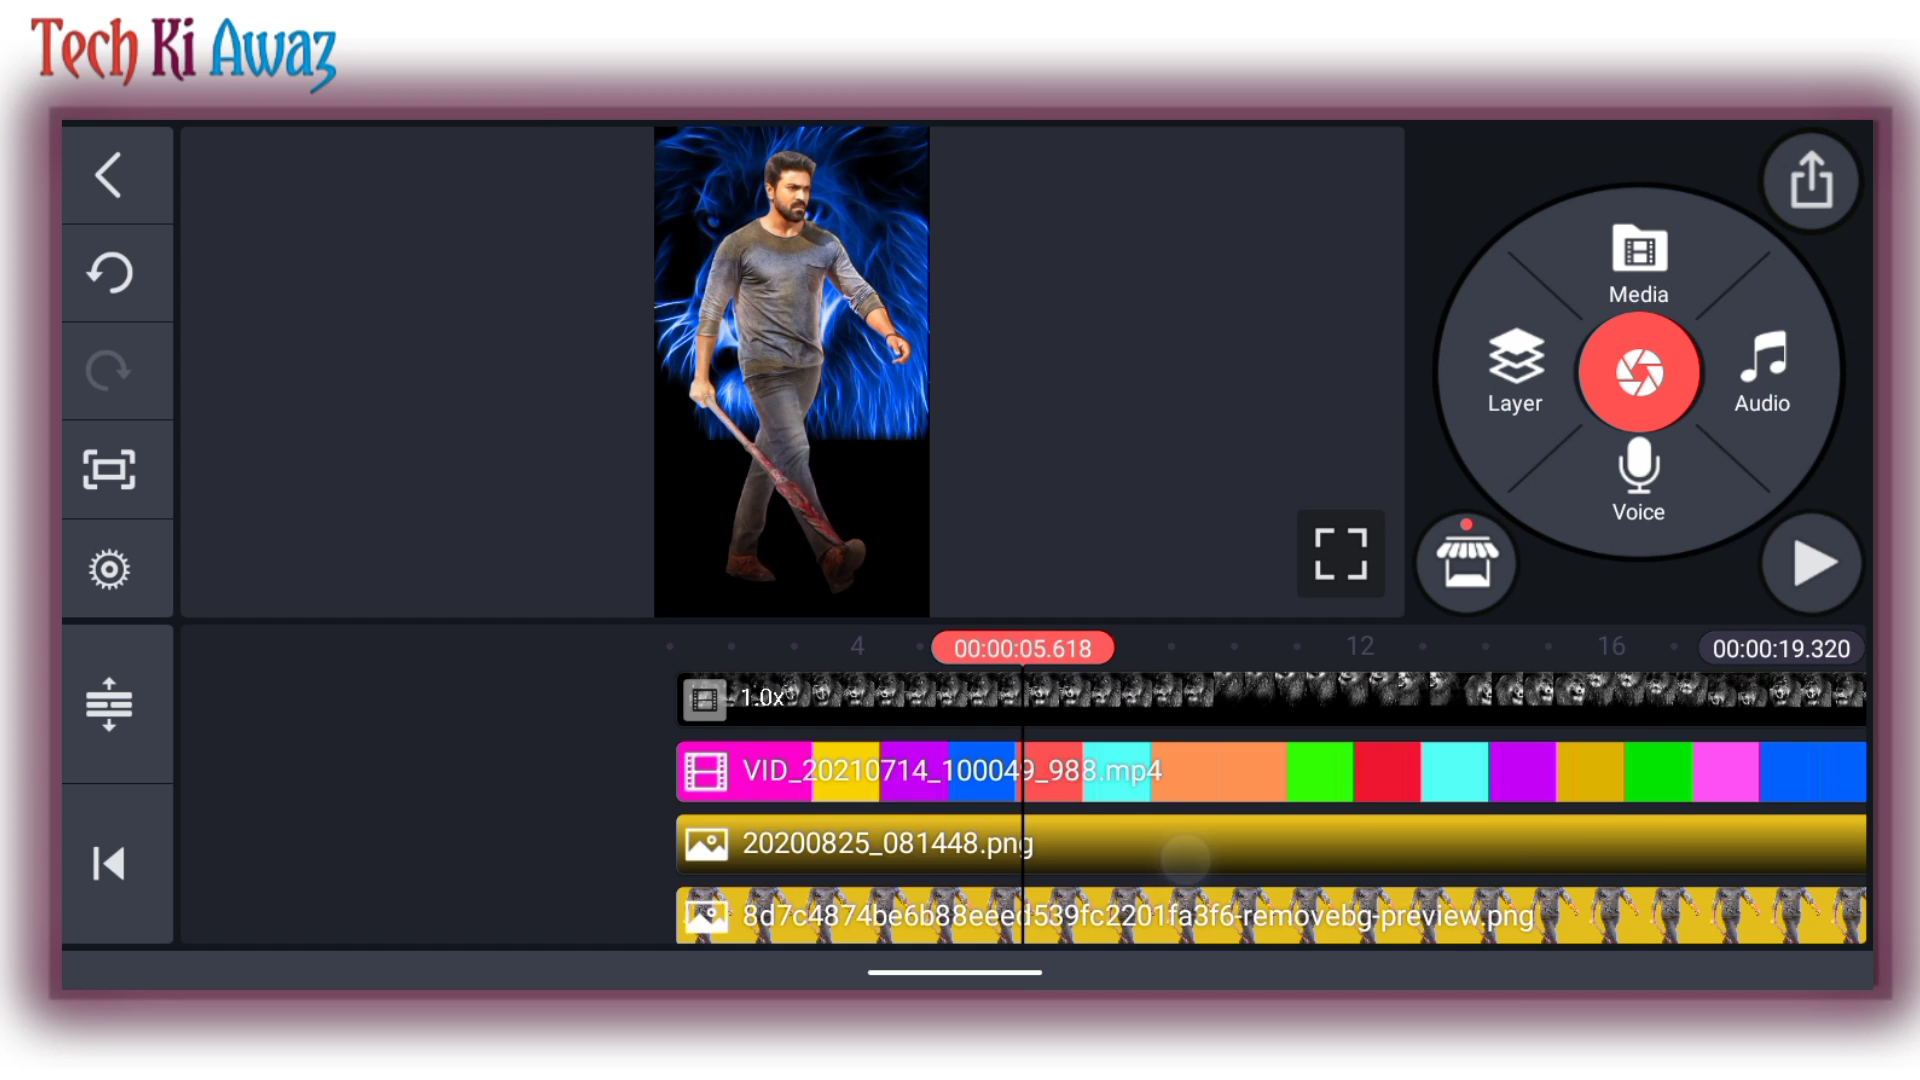 Tech Ki Awaz
Media
Layer
Audio
Voice
4
00:00:05.618
12
16
00:00:19.320
1.0x
VID_20210714_100049_988.mp4
20200825_081448.png
8d7c4874be6b88eeed539fc2201fa3f6-removebg-preview.png